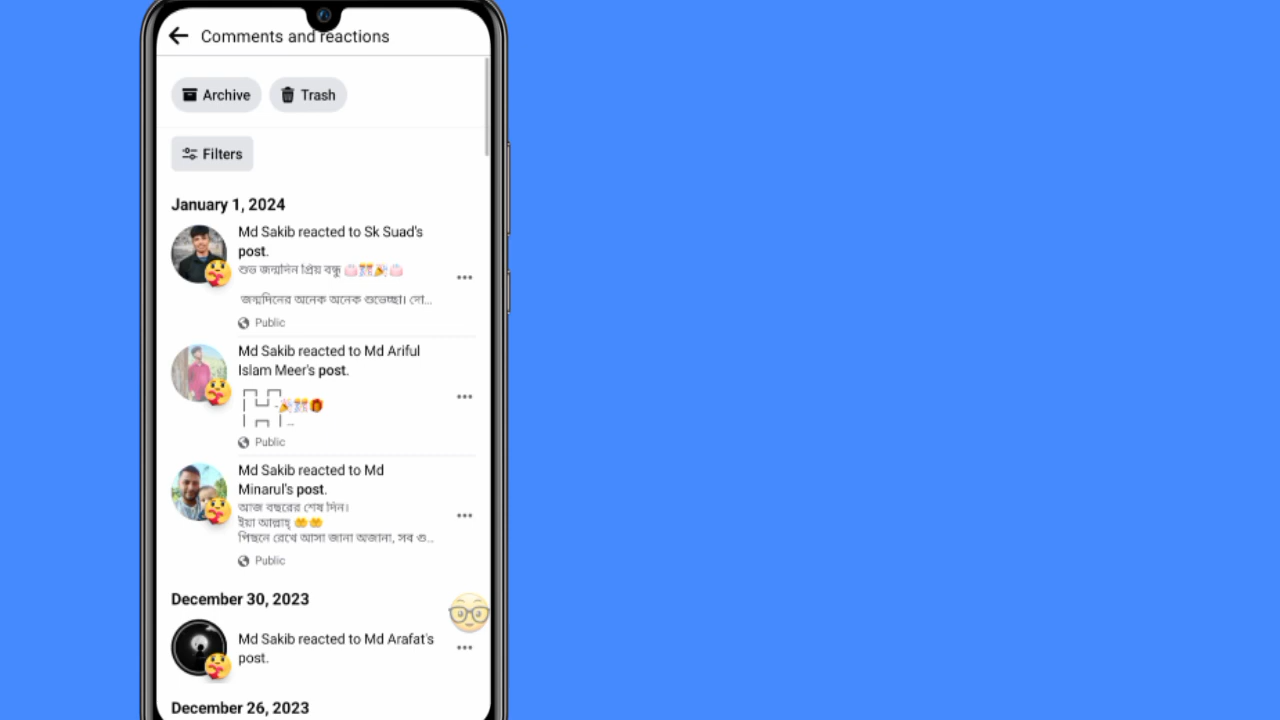 Comments and reactions
Archive
Trash
Filters
January 1, 2024
Md Sakib reacted to Sk Suad's
post.
শুভ জন্মদিন প্রিয় বন্ধু 👛🎊🎉👛
জন্মদিনের অনেক অনেক শুভেচ্ছা। দো...
Public
Md Sakib reacted to Md Ariful
Islam Meer's post.
🎉🎊🎁
Public
Md Sakib reacted to Md
Minarul's post.
আজ বছরের শেষ দিন।
ইয়া আল্লাহ্ 🤲🤲
পিছনে রেখে আসা জানা অজানা, সব গু...
Public
December 30, 2023
Md Sakib reacted to Md Arafat's
post.
December 26, 2023